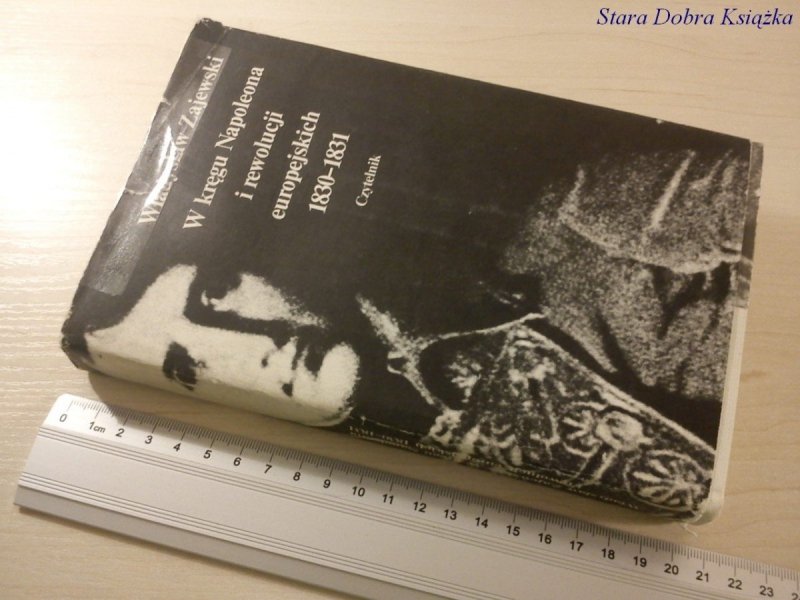 Stara Dobra Książka
Władysław Zajewski
W kręgu Napoleona
i rewolucji
europejskich
1830-1831
Czytelnik
0 1cm 2 3 4 5 6 7 8 9 10 11 12 13 14 15 16 17 18 19 20 21 22 23